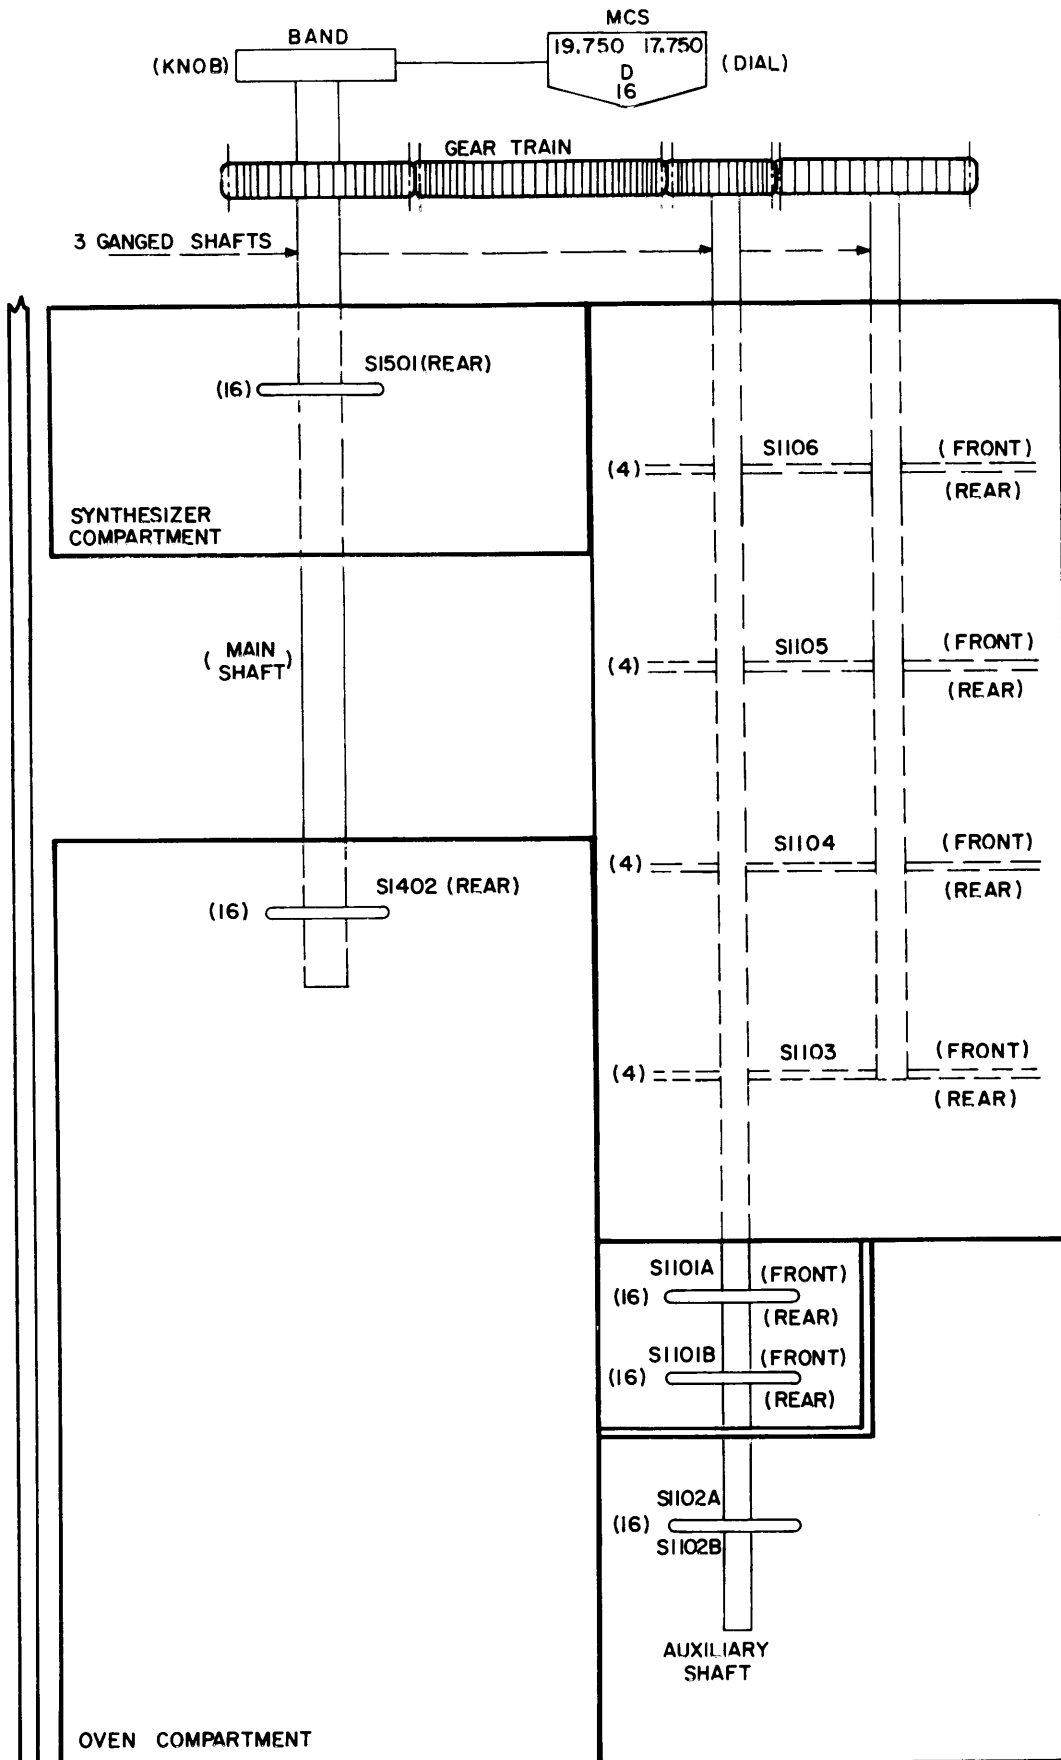 MCS
BAND
(KNOB)
19.750 17.750
D
16
(DIAL)
GEAR TRAIN
3 GANGED SHAFTS
S1501(REAR)
(16)
SYNTHESIZER
COMPARTMENT
S1106
(FRONT)
(4)
(REAR)
(MAIN
SHAFT)
S1105
(FRONT)
(4)
(REAR)
S1104
(FRONT)
(4)
(REAR)
S1402 (REAR)
(16)
S1103
(FRONT)
(4)
(REAR)
S1101A
(FRONT)
(16)
(REAR)
S1101B
(FRONT)
(16)
(REAR)
S1102A
(16)
S1102B
AUXILIARY
SHAFT
OVEN COMPARTMENT